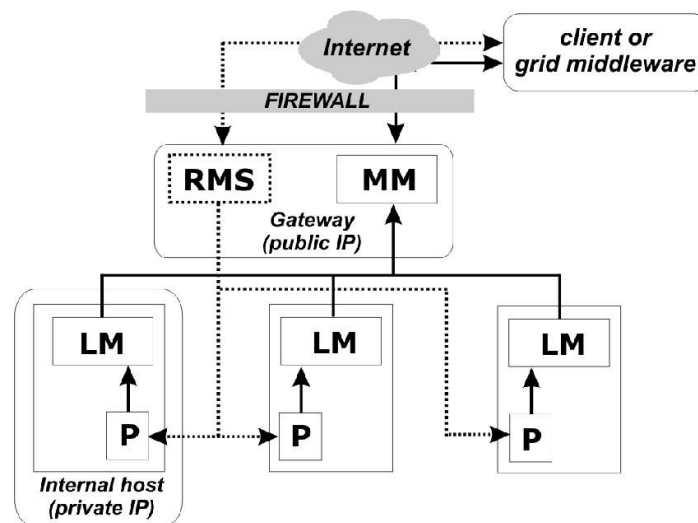 Internet
client or
grid middleware
FIREWALL
RMS
MM
Gateway
(public IP)
LM
LM
LM
P
P
P
Internal host
(private IP)